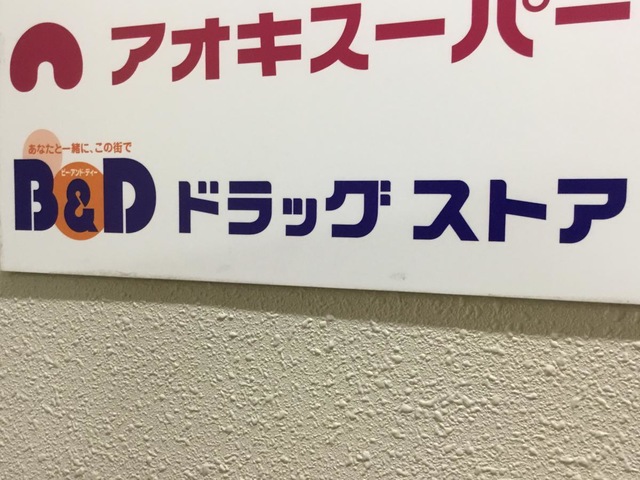 アオキスーパー
あなたと一緒に、この街で
ビーアンドディー
B&D ドラッグストア